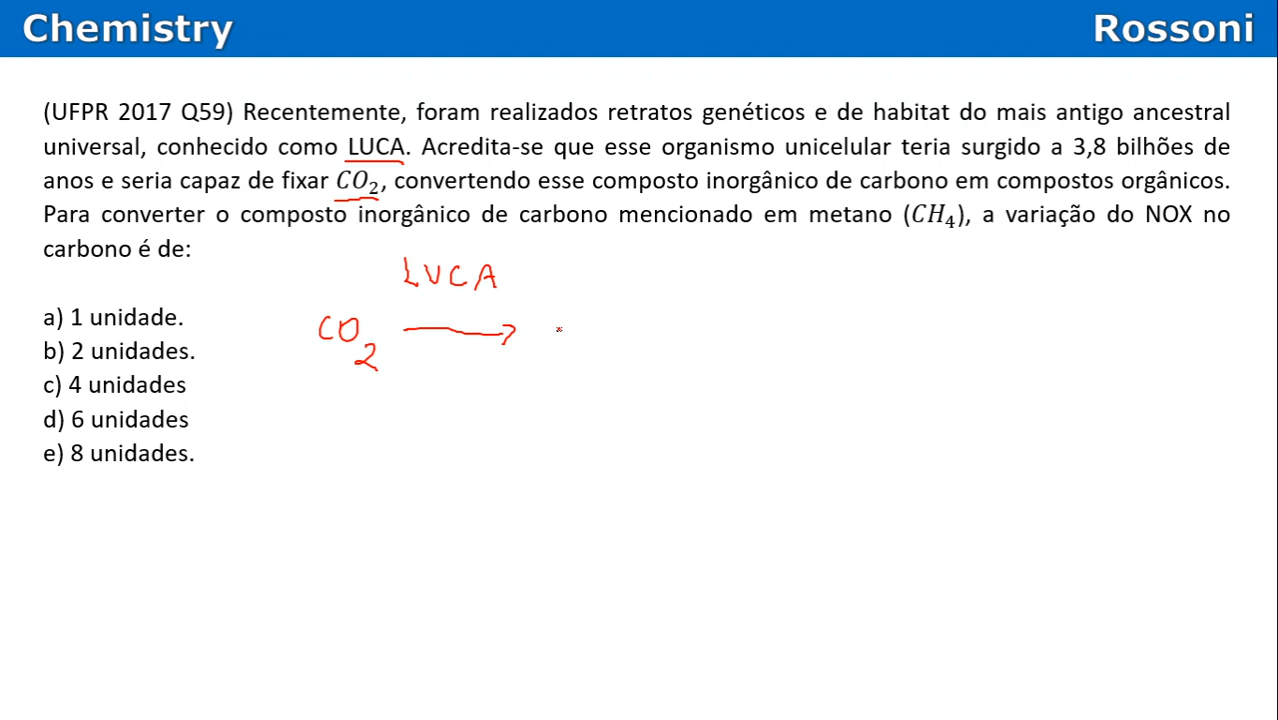 Chemistry Rossoni
(UFPR 2017 Q59) Recentemente, foram realizados retratos genéticos e de habitat do mais antigo ancestral
universal, conhecido como LUCA. Acredita-se que esse organismo unicelular teria surgido a 3,8 bilhões de
anos e seria capaz de fixar CO₂, convertendo esse composto inorgânico de carbono em compostos orgânicos.
Para converter o composto inorgânico de carbono mencionado em metano (CH₄), a variação do NOX no
carbono é de:
LUCA
a) 1 unidade.
CO₂ →
b) 2 unidades.
c) 4 unidades
d) 6 unidades
e) 8 unidades.